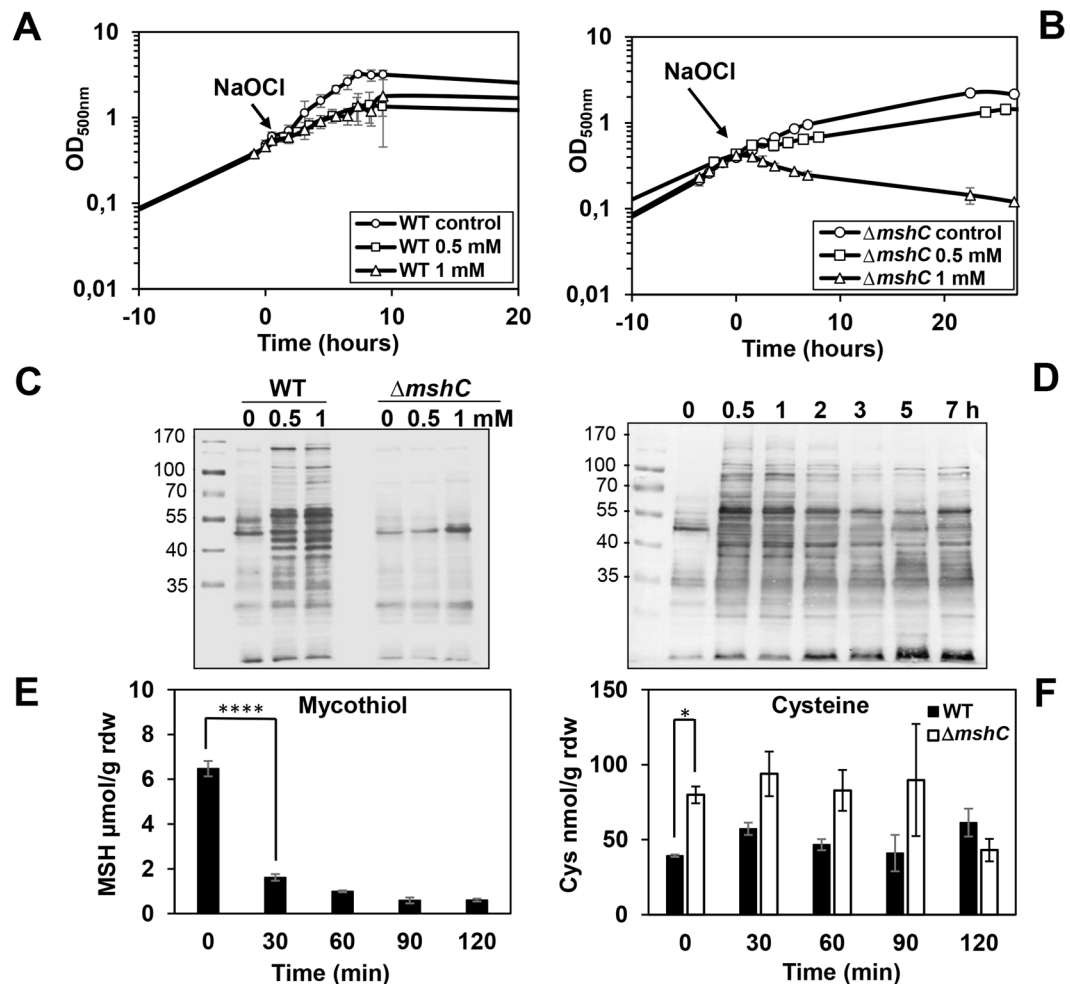 A
OD500nm
10
1
0,1
0,01
NaOCl
WT control
WT 0.5 mM
WT 1 mM
-10 0 10 20
Time (hours)
B
OD500nm
10
1
0,1
0,01
NaOCl
ΔmshC control
ΔmshC 0.5 mM
ΔmshC 1 mM
-10 0 10 20
Time (hours)
C
WT ΔmshC
0 0.5 1 0 0.5 1 mM
170
100
70
55
40
35
D
0 0.5 1 2 3 5 7 h
170
100
70
55
40
35
E
Mycothiol
****
MSH µmol/g rdw
10
8
6
4
2
0
0 30 60 90 120
Time (min)
F
Cysteine
WT
ΔmshC
*
Cys nmol/g rdw
150
100
50
0
0 30 60 90 120
Time (min)